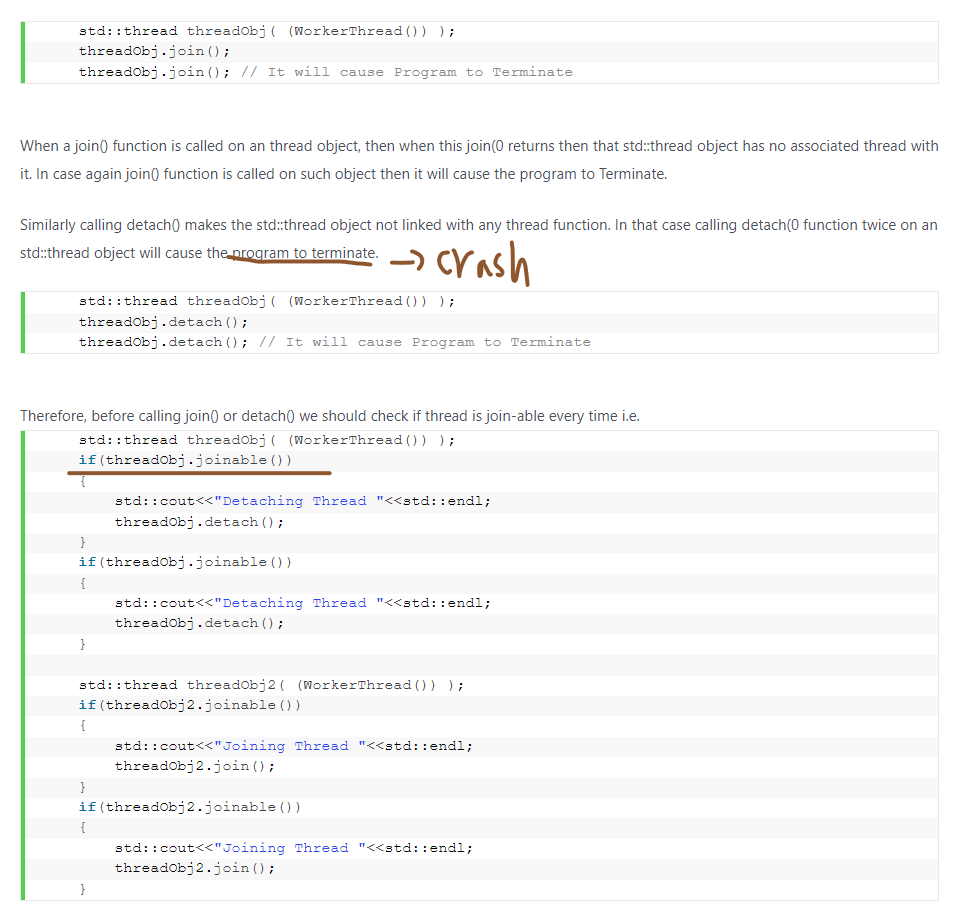 std::thread threadObj( (WorkerThread()) );
threadObj.join();
threadObj.join(); // It will cause Program to Terminate
When a join() function is called on an thread object, then when this join(0 returns then that std::thread object has no associated thread with
it. In case again join() function is called on such object then it will cause the program to Terminate.
Similarly calling detach() makes the std::thread object not linked with any thread function. In that case calling detach(0 function twice on an
std::thread object will cause the program to terminate. → crash
std::thread threadObj( (WorkerThread()) );
threadObj.detach();
threadObj.detach(); // It will cause Program to Terminate
Therefore, before calling join() or detach() we should check if thread is join-able every time i.e.
std::thread threadObj( (WorkerThread()) );
if(threadObj.joinable())
{
std::cout<<"Detaching Thread "<<std::endl;
threadObj.detach();
}
if(threadObj.joinable())
{
std::cout<<"Detaching Thread "<<std::endl;
threadObj.detach();
}
std::thread threadObj2( (WorkerThread()) );
if(threadObj2.joinable())
{
std::cout<<"Joining Thread "<<std::endl;
threadObj2.join();
}
if(threadObj2.joinable())
{
std::cout<<"Joining Thread "<<std::endl;
threadObj2.join();
}